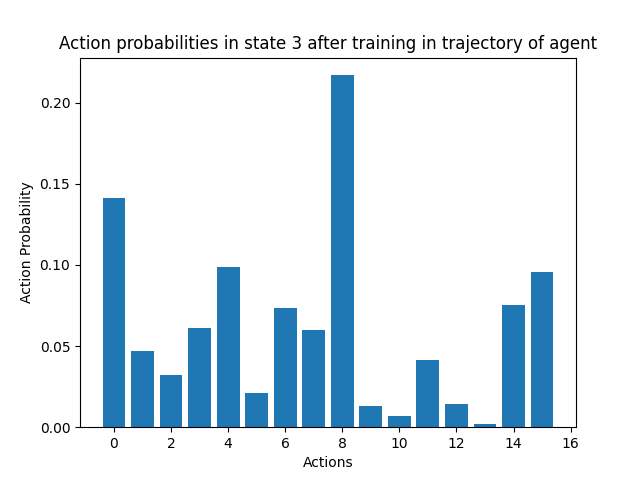 Action probabilities in state 3 after training in trajectory of agent
Action Probability
0.20
0.15
0.10
0.05
0.00
0 2 4 6 8 10 12 14 16
Actions